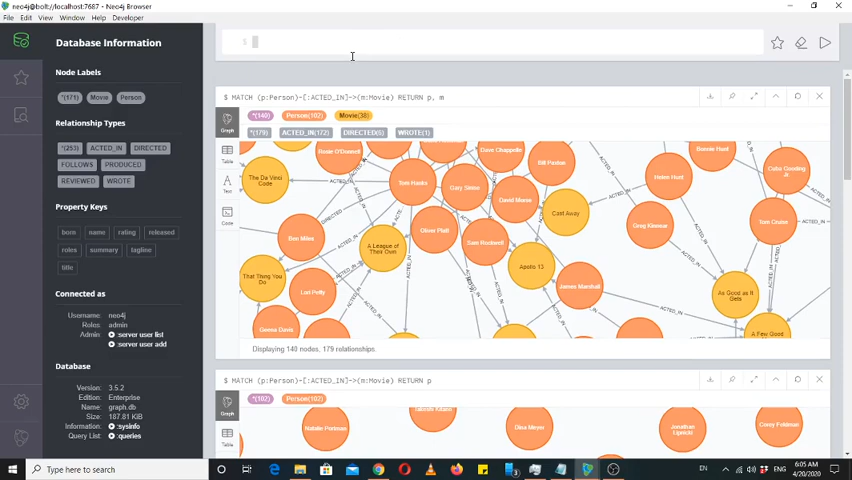 neo4j@bolt://localhost:7687 - Neo4j Browser
File Edit View Window Help Developer
Database Information
Node Labels
*(171) Movie Person
Relationship Types
*(253) ACTED_IN DIRECTED
FOLLOWS PRODUCED
REVIEWED WROTE
Property Keys
born name rating released
roles summary tagline
title
Connected as
Username: neo4j
Roles: admin
Admin: :server user list
:server user add
Database
Version: 3.5.2
Edition: Enterprise
Name: graph.db
Size: 187.81 KiB
Information: :sysinfo
Query List: :queries
$
$ MATCH (p:Person)-[:ACTED_IN]->(m:Movie) RETURN p, m
*(140) Person(102) Movie(38)
*(179) ACTED_IN(172) DIRECTED(6) WROTE(1)
Graph
Table
Text
Code
Rosie O'Donnell
Dave Chappelle
Bonnie Hunt
Bill Paxton
The Da Vinci Code
Tom Hanks
Gary Sinise
Helen Hunt
Cuba Gooding Jr.
David Morse
Cast Away
Greg Kinnear
Tom Cruise
Ben Miles
Oliver Platt
A League of Their Own
Sam Rockwell
Apollo 13
That Thing You Do
Lori Petty
James Marshall
As Good as It Gets
Geena Davis
A Few Good
ACTED_IN
DIRECTED
Displaying 140 nodes, 179 relationships.
$ MATCH (p:Person)-[:ACTED_IN]->(m:Movie) RETURN p
*(102) Person(102)
Graph
Table
Takeshi Kitano
Natalie Portman
Dina Meyer
Jonathan Lipnicki
Corey Feldman
Type here to search
EN
ENG
6:05 AM
4/20/2020